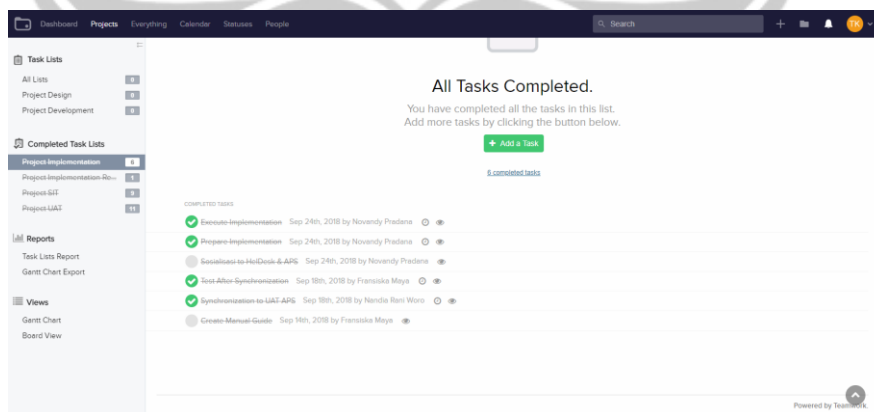 Dashboard Projects Everything Calendar Statuses People Search TK
Task Lists
All Lists 0
Project Design 0
Project Development 0
Completed Task Lists
Project Implementation 6
Project Implementation Ro... 1
Project SIT
Project UAT 11
Reports
Task Lists Report
Gantt Chart Export
Views
Gantt Chart
Board View
All Tasks Completed.
You have completed all the tasks in this list.
Add more tasks by clicking the button below.
+ Add a Task
6 completed tasks
COMPLETED TASKS
Execute Implementation Sep 24th, 2018 by Novandy Pradana
Prepare Implementation Sep 24th, 2018 by Novandy Pradana
Sosialisasi to HelDesk & APS Sep 24th, 2018 by Novandy Pradana
Test After Synchronization Sep 18th, 2018 by Fransiska Maya
Synchronization to UAT APS Sep 18th, 2018 by Nandia Rani Woro
Create Manual Guide Sep 14th, 2018 by Fransiska Maya
Powered by Teamwork